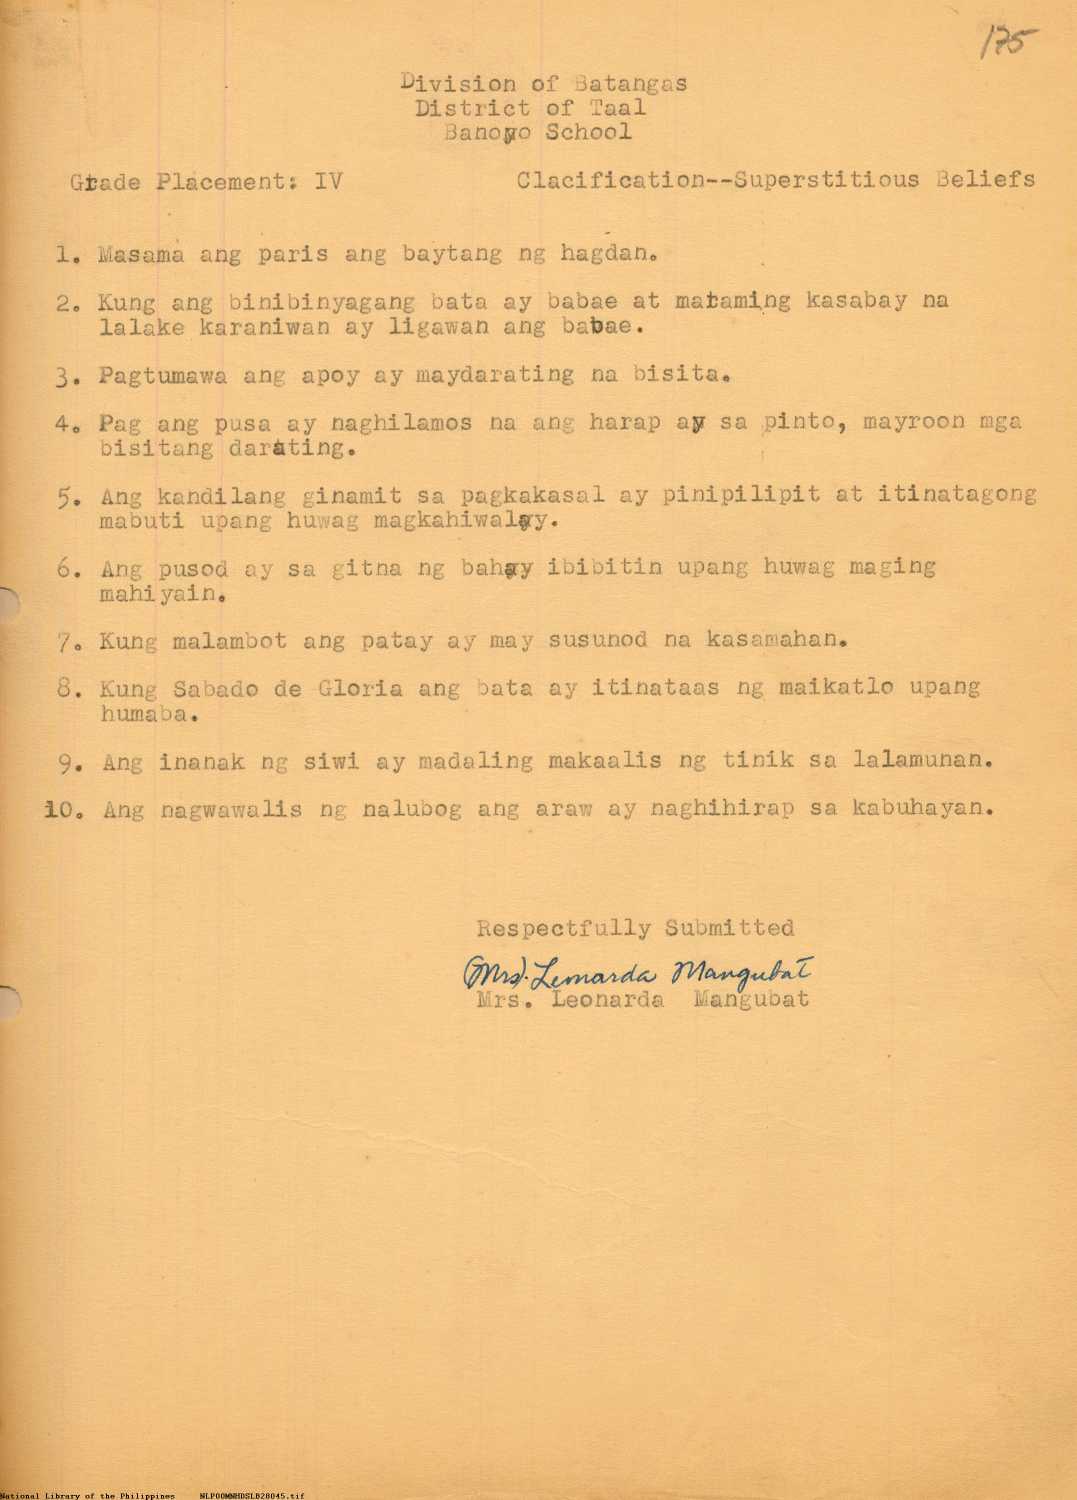 175
Division of Batangas
District of Taal
Banoyo School
Grade Placement: IV Clacification--Superstitious Beliefs
1. Masama ang paris ang baytang ng hagdan.
2. Kung ang binibinyagang bata ay babae at mataming kasabay na
lalake karaniwan ay ligawan ang babae.
3. Pagtumawa ang apoy ay maydarating na bisita.
4. Pag ang pusa ay naghilamos na ang harap ay sa pinto, mayroon mga
bisitang darating.
5. Ang kandilang ginamit sa pagkakasal ay pinipilipit at itinatagong
mabuti upang huwag magkahiwalay.
6. Ang pusod ay sa gitna ng bahay ibibitin upang huwag maging
mahiyain.
7. Kung malambot ang patay ay may susunod na kasamahan.
8. Kung Sabado de Gloria ang bata ay itinataas ng maikatlo upang
humaba.
9. Ang inanak ng siwi ay madaling makaalis ng tinik sa lalamunan.
10. Ang nagwawalis ng nalubog ang araw ay naghihirap sa kabuhayan.
Respectfully Submitted
(Mrs). Leonarda Mangubat
Mrs. Leonarda Mangubat
National Library of the Philippines NLPOOMNHDSLB28045.tif